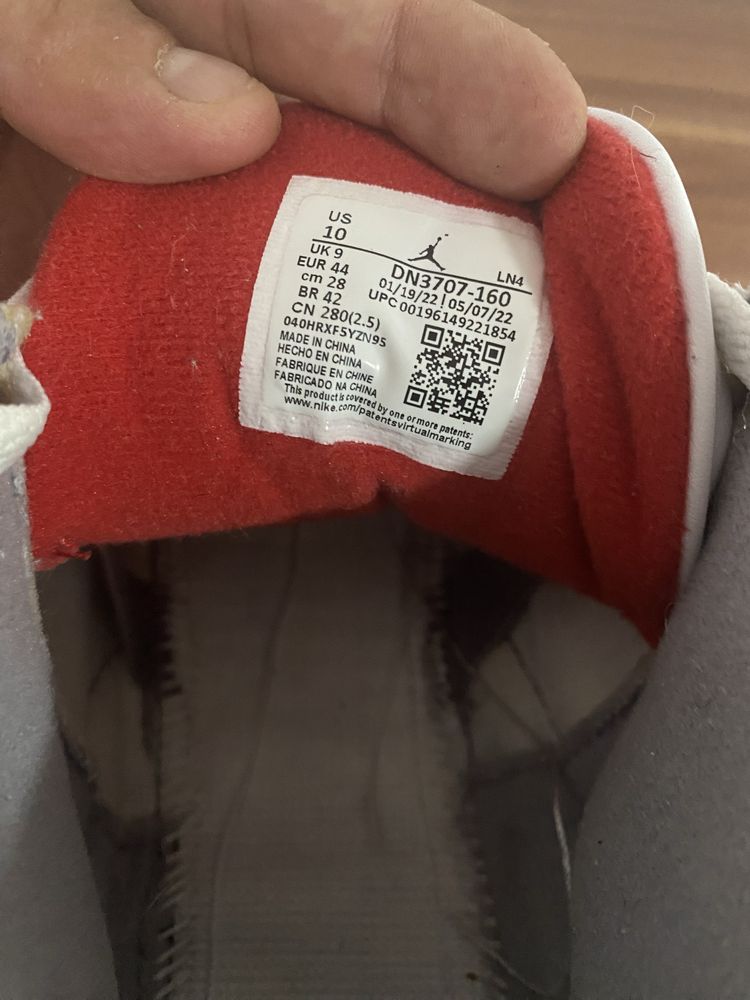 US
10
UK 9
EUR 44
cm 28
BR 42
CN 280(2.5)
LN4
DN3707-160
01/19/22 | 05/07/22
UPC 00196149221854
040HRXF5YZN95
MADE IN CHINA
HECHO EN CHINA
FABRIQUE EN CHINE
FABRICADO NA CHINA
This product is covered by one or more patents:
www.nike.com/patentsvirtualmarking